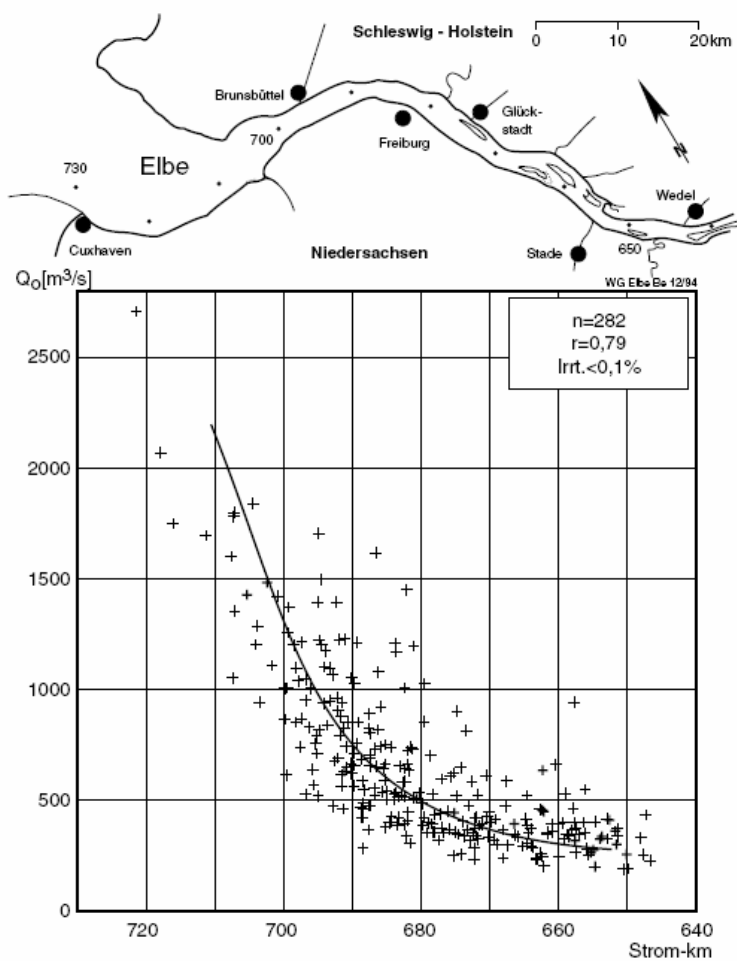 Schleswig - Holstein
0 10 20km
Brunsbüttel
Glück-
stadt
700
Freiburg
730
Elbe
N
Wedel
Cuxhaven
Niedersachsen
Stade
650
WG Elbe Be 12/94
Qo[m³/s]
n=282
r=0,79
Irrt.<0,1%
2500
2000
1500
1000
500
0
720 700 680 660 640
Strom-km